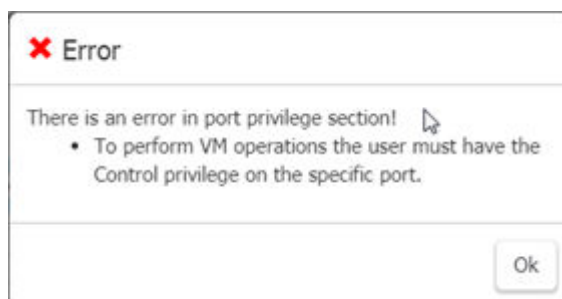 Error
There is an error in port privilege section!
• To perform VM operations the user must have the
Control privilege on the specific port.
Ok